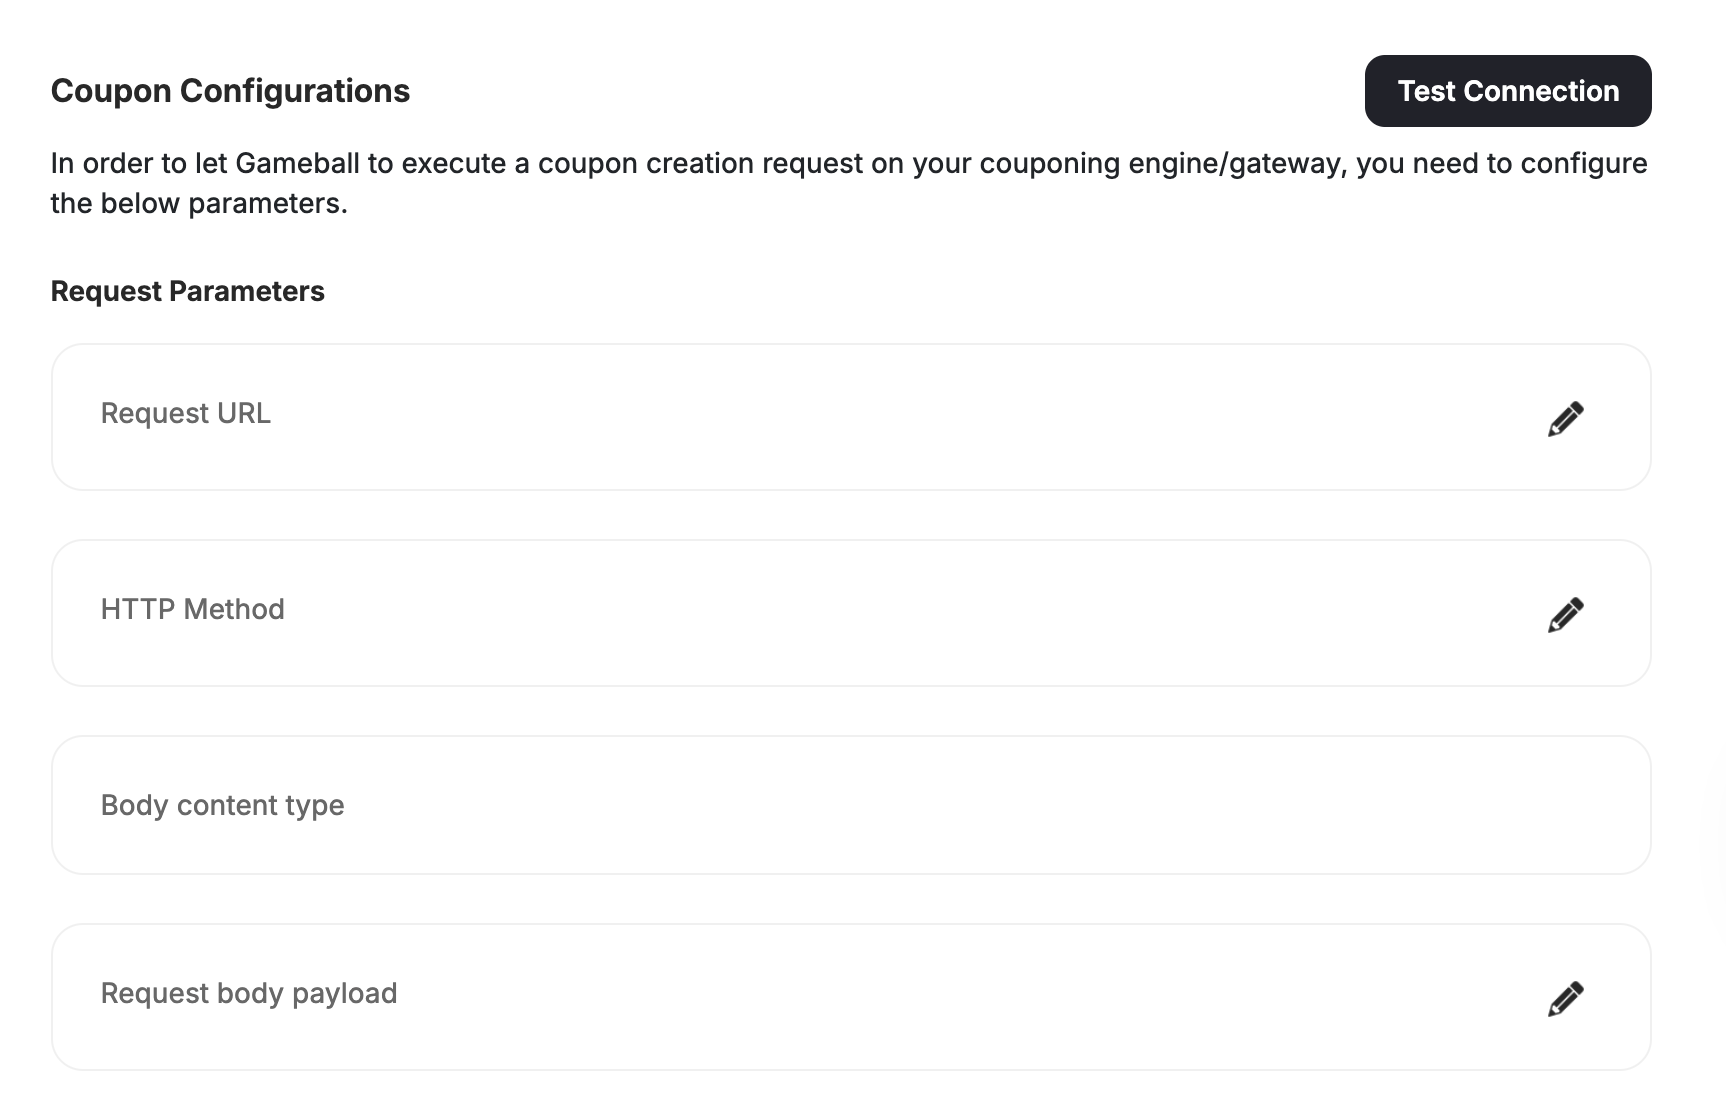 Coupon Configurations
Test Connection
In order to let Gameball to execute a coupon creation request on your couponing engine/gateway, you need to configure
the below parameters.
Request Parameters
Request URL
HTTP Method
Body content type
Request body payload